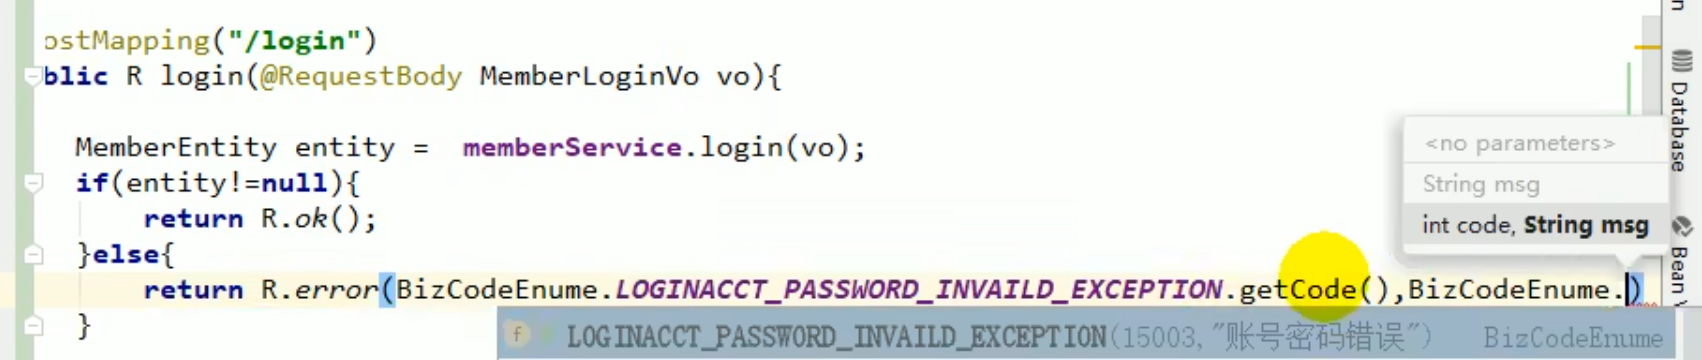 ostMapping("/login")
blic R login(@RequestBody MemberLoginVo vo){
MemberEntity entity =  memberService.login(vo);
if(entity!=null){
return R.ok();
}else{
return R.error(BizCodeEnume.LOGINACCT_PASSWORD_INVAILD_EXCEPTION.getCode(),BizCodeEnume.)
}
<no parameters>
String msg
int code, String msg
f LOGINACCT_PASSWORD_INVAILD_EXCEPTION(15003,"账号密码错误") BizCodeEnume
Database
Bean